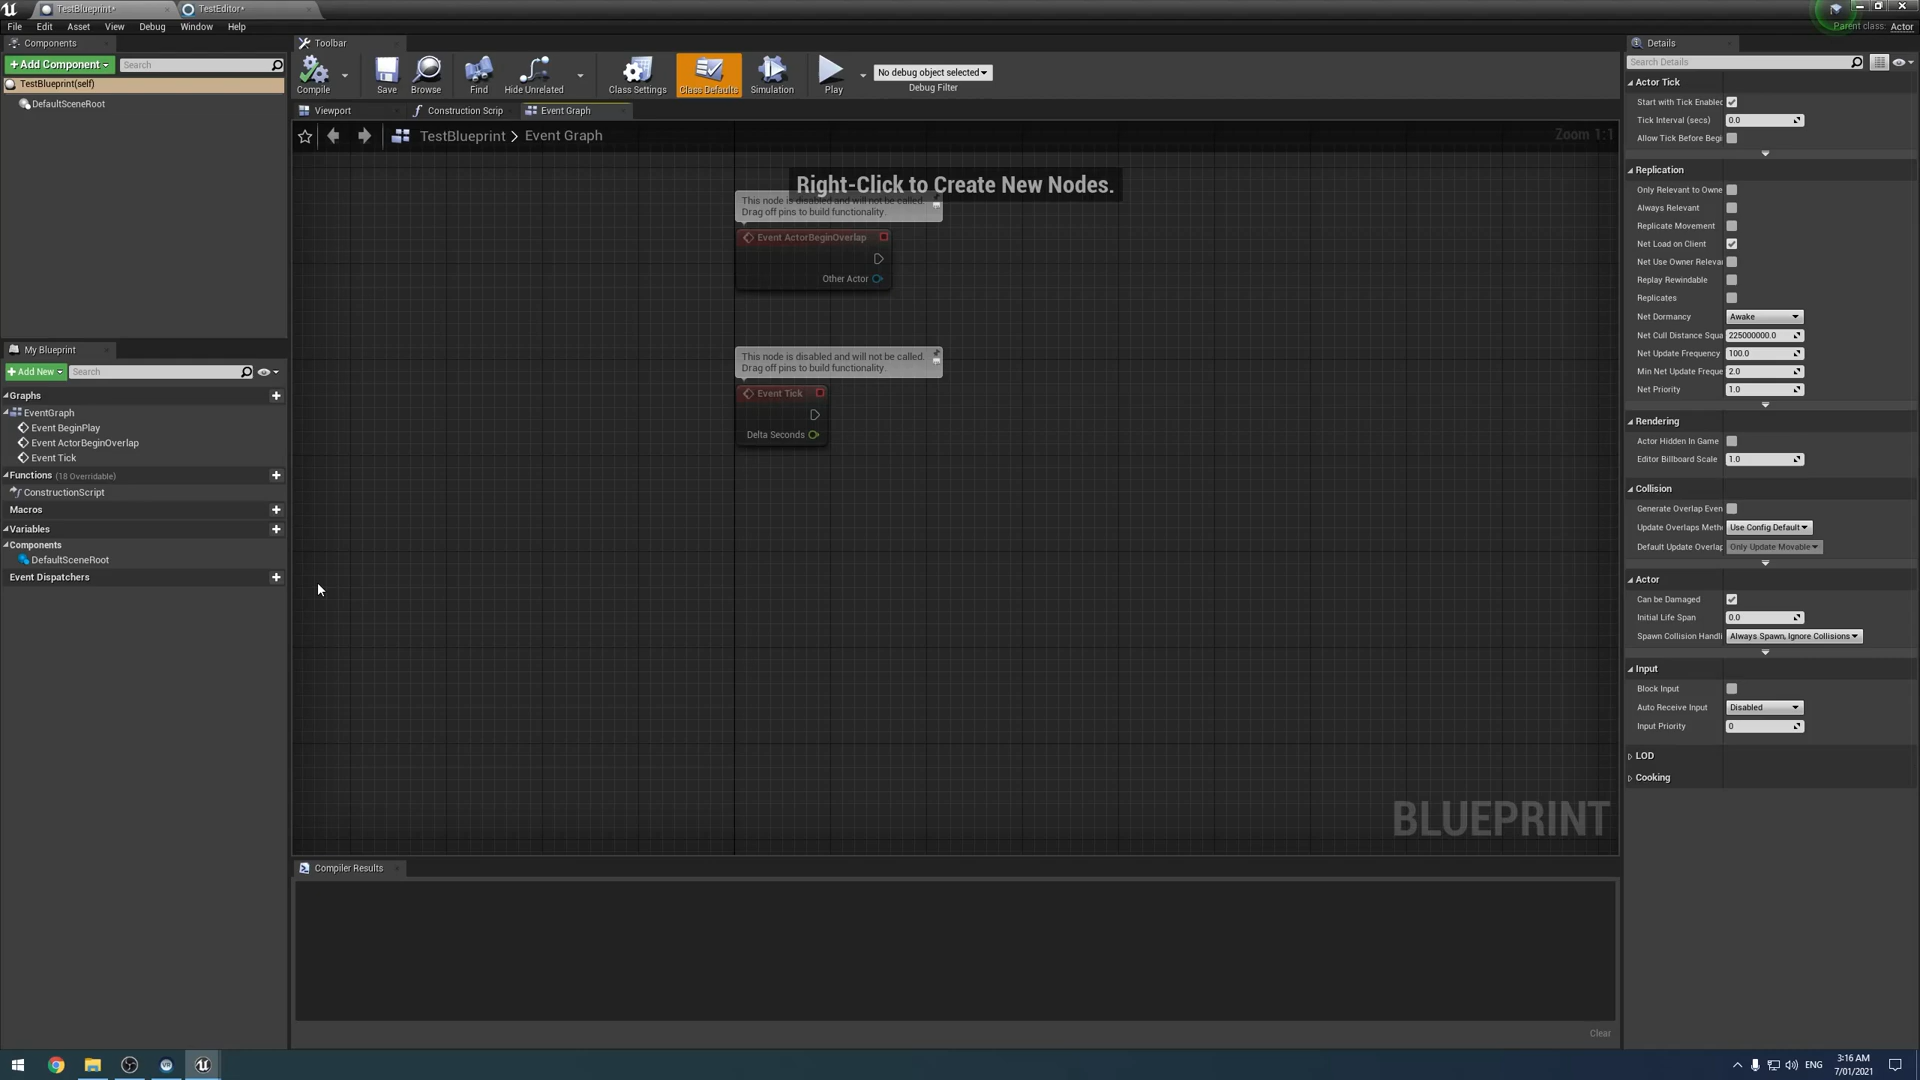 TestBlueprint*
TestEditor*
File Edit Asset View Debug Window Help
Parent class: Actor
Components
+Add Component
Search
TestBlueprint(self)
DefaultSceneRoot
My Blueprint
+Add New
Search
Graphs
EventGraph
Event BeginPlay
Event ActorBeginOverlap
Event Tick
Functions (18 Overridable)
ConstructionScript
Macros
Variables
Components
DefaultSceneRoot
Event Dispatchers
Toolbar
Compile
Save
Browse
Find
Hide Unrelated
Class Settings
Class Defaults
Simulation
Play
No debug object selected
Debug Filter
Viewport
Construction Scrip
Event Graph
TestBlueprint > Event Graph
Zoom 1:1
Right-Click to Create New Nodes.
This node is disabled and will not be called.
Drag off pins to build functionality.
Event ActorBeginOverlap
Other Actor
This node is disabled and will not be called.
Drag off pins to build functionality.
Event Tick
Delta Seconds
BLUEPRINT
Compiler Results
Clear
Details
Search Details
Actor Tick
Start with Tick Enabled
Tick Interval (secs) 0.0
Allow Tick Before Begi
Replication
Only Relevant to Owne
Always Relevant
Replicate Movement
Net Load on Client
Net Use Owner Releva
Replay Rewindable
Replicates
Net Dormancy Awake
Net Cull Distance Squa 225000000.0
Net Update Frequency 100.0
Min Net Update Freque 2.0
Net Priority 1.0
Rendering
Actor Hidden In Game
Editor Billboard Scale 1.0
Collision
Generate Overlap Even
Update Overlaps Meth Use Config Default
Default Update Overlap Only Update Movable
Actor
Can be Damaged
Initial Life Span 0.0
Spawn Collision Handli Always Spawn, Ignore Collisions
Input
Block Input
Auto Receive Input Disabled
Input Priority 0
LOD
Cooking
ENG
3:16 AM
7/01/2021